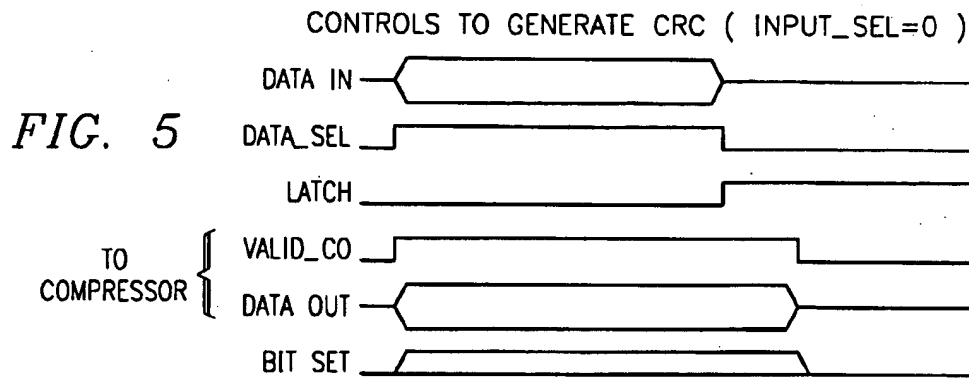 CONTROLS TO GENERATE CRC ( INPUT_SEL=0 )
DATA IN
FIG. 5
DATA_SEL
LATCH
TO COMPRESSOR
VALID_CO
DATA OUT
BIT SET